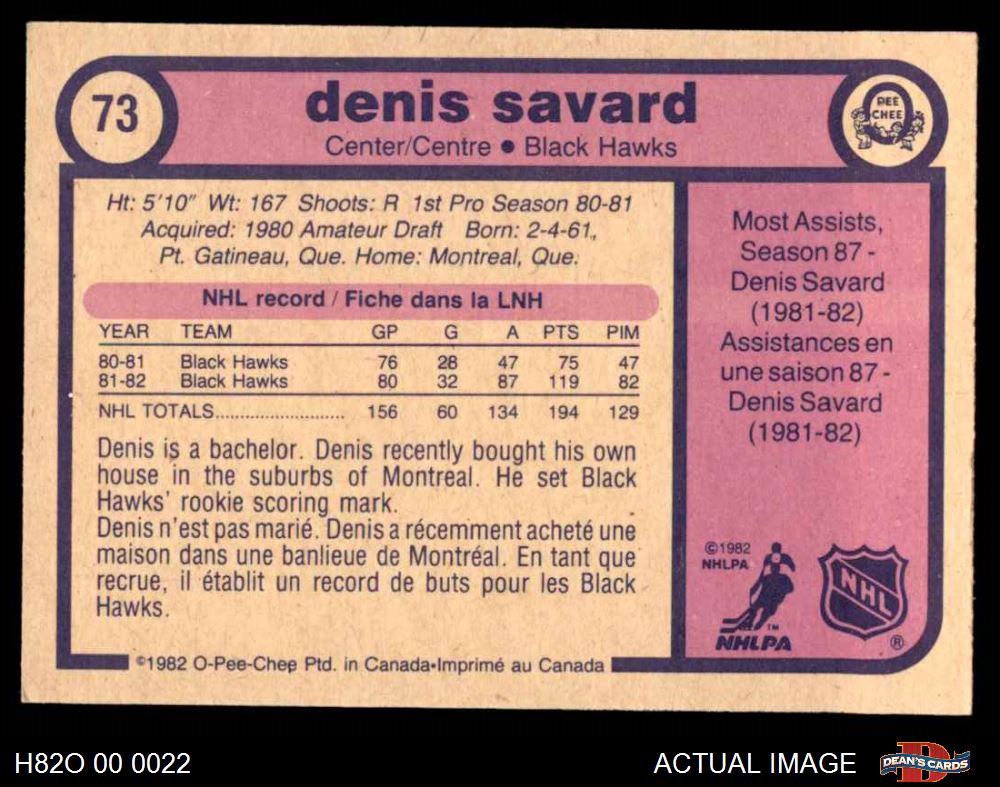 73
denis savard
Center/Centre • Black Hawks
O
PEE
CHEE
Ht: 5'10" Wt: 167 Shoots: R 1st Pro Season 80-81
Acquired: 1980 Amateur Draft Born: 2-4-61,
Pt. Gatineau, Que. Home: Montreal, Que.
NHL record / Fiche dans la LNH
YEAR TEAM GP G A PTS PIM
80-81 Black Hawks 76 28 47 75 47
81-82 Black Hawks 80 32 87 119 82
NHL TOTALS.......................... 156 60 134 194 129
Denis is a bachelor. Denis recently bought his own
house in the suburbs of Montreal. He set Black
Hawks' rookie scoring mark.
Denis n'est pas marié. Denis a récemment acheté une
maison dans une banlieue de Montréal. En tant que
recrue, il établit un record de buts pour les Black
Hawks.
Most Assists,
Season 87 -
Denis Savard
(1981-82)
Assistances en
une saison 87 -
Denis Savard
(1981-82)
©1982
NHLPA
TM
NHLPA
NHL
®
©1982 O-Pee-Chee Ptd. in Canada•Imprimé au Canada
H82O 00 0022
ACTUAL IMAGE
D
DEAN'S CARDS